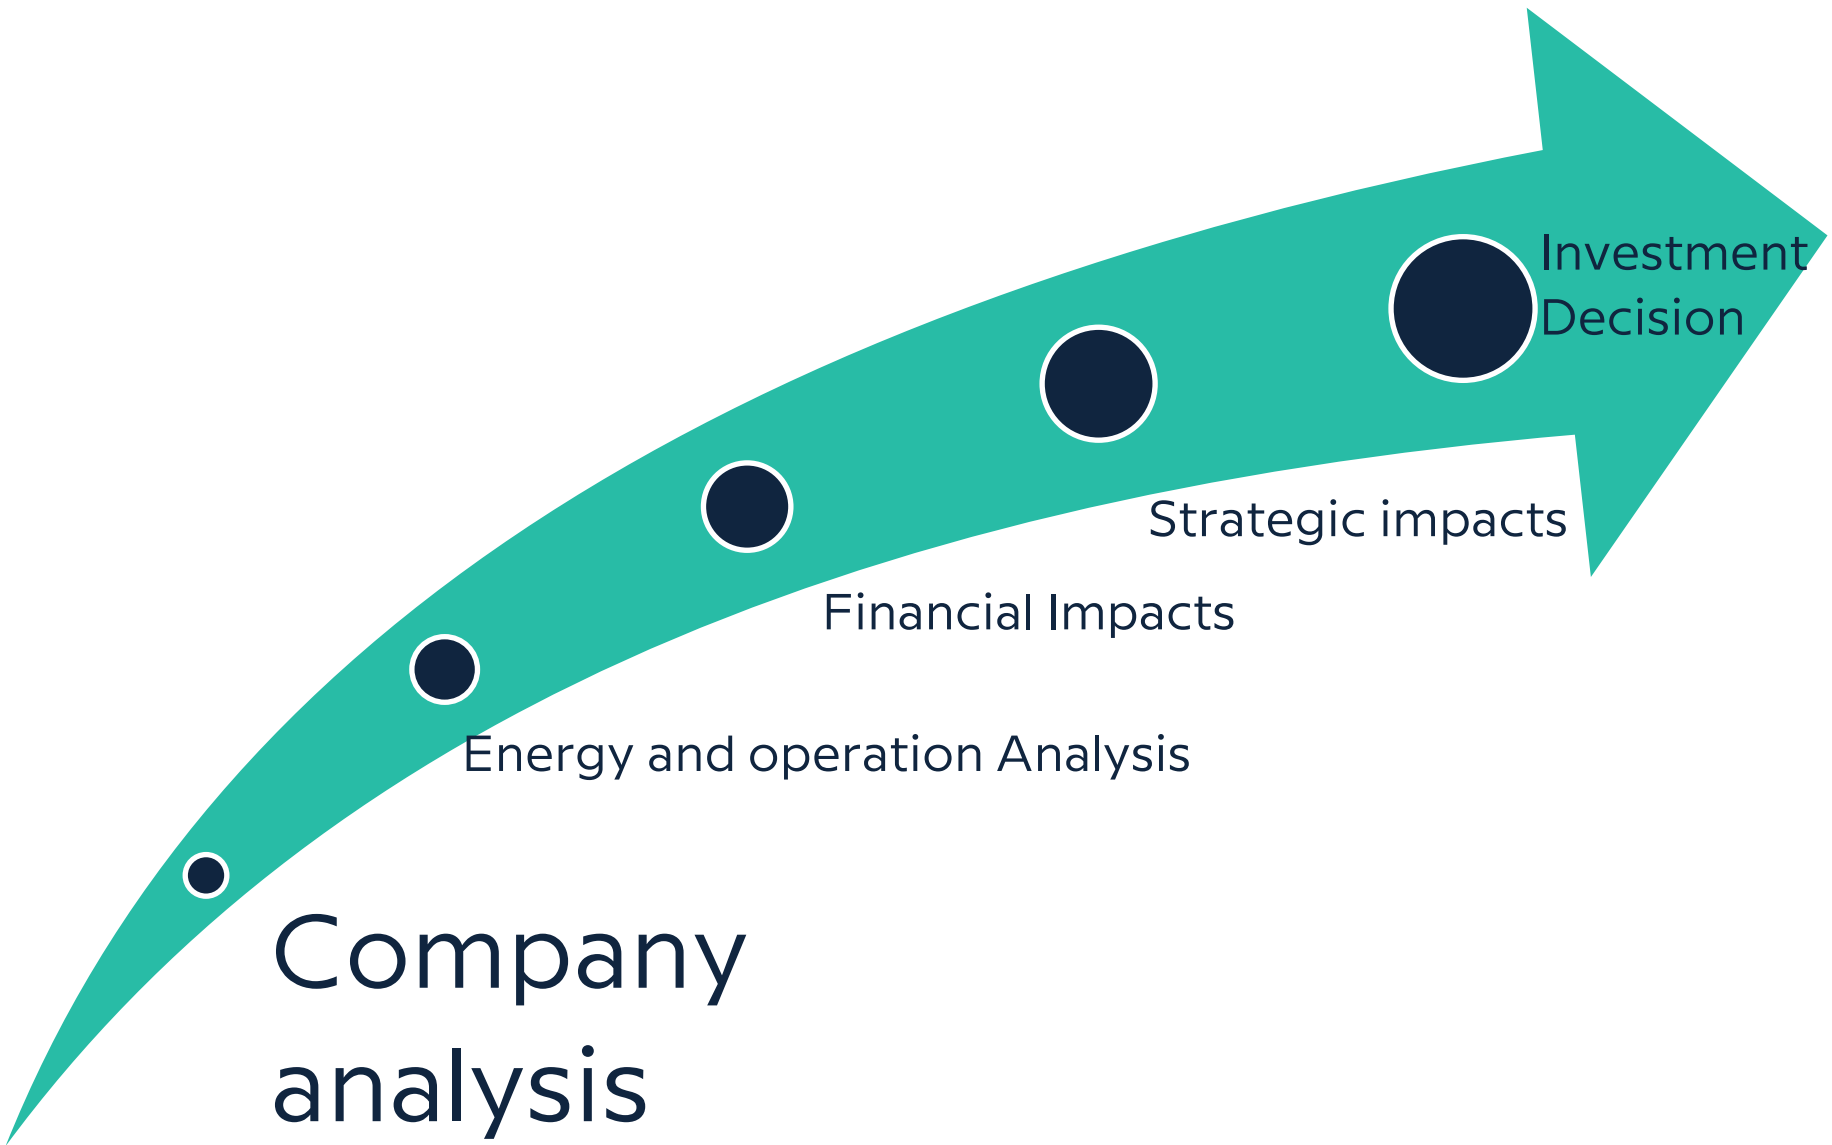 Investment
Decision
Strategic impacts
Financial Impacts
Energy and operation Analysis
Company
analysis